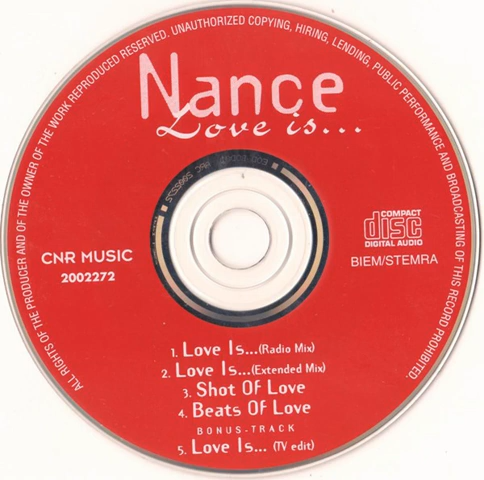 ALL RIGHTS OF THE PRODUCER AND OF THE OWNER OF THE WORK REPRODUCED RESERVED. UNAUTHORIZED COPYING, HIRING, LENDING, PUBLIC PERFORMANCE AND BROADCASTING OF THIS RECORD PROHIBITED.
Nance
Love is...
COMPACT
disc
DIGITAL AUDIO
CNR MUSIC
2002272
BIEM/STEMRA
1. Love Is...(Radio Mix)
2. Love Is...(Extended Mix)
3. Shot Of Love
4. Beats Of Love
BONUS-TRACK
5. Love Is... (TV edit)